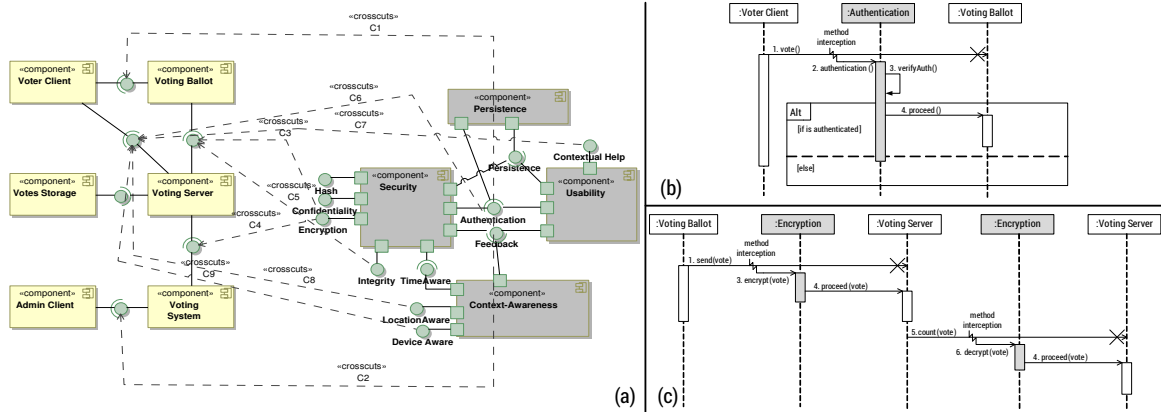 «crosscuts»
C1
«component»
Voter Client
«component»
Voting Ballot
«crosscuts»
C6
«crosscuts»
C7
«crosscuts»
C3
«component»
Persistence
Persistence
Contextual Help
«component»
Votes Storage
«component»
Voting Server
«component»
Security
Hash
Confidentiality
Encryption
«component»
Usability
Authentication
Feedback
«crosscuts»
C5
«crosscuts»
C4
«crosscuts»
C9
«crosscuts»
C8
Integrity
TimeAware
«component»
Admin Client
«component»
Voting
System
«component»
Context-Awareness
LocationAware
Device Aware
«crosscuts»
C2
(a)
:Voter Client
:Authentication
:Voting Ballot
method
interception
1. vote()
2. authentication ()
3. verifyAuth()
Alt
4. proceed ()
[if is authenticated]
[else]
(b)
:Voting Ballot
:Encryption
:Voting Server
:Encryption
:Voting Server
method
interception
1. send(vote)
3. encrypt(vote)
4. proceed(vote)
method
interception
5. count(vote)
6. decrypt(vote)
4. proceed(vote)
(c)